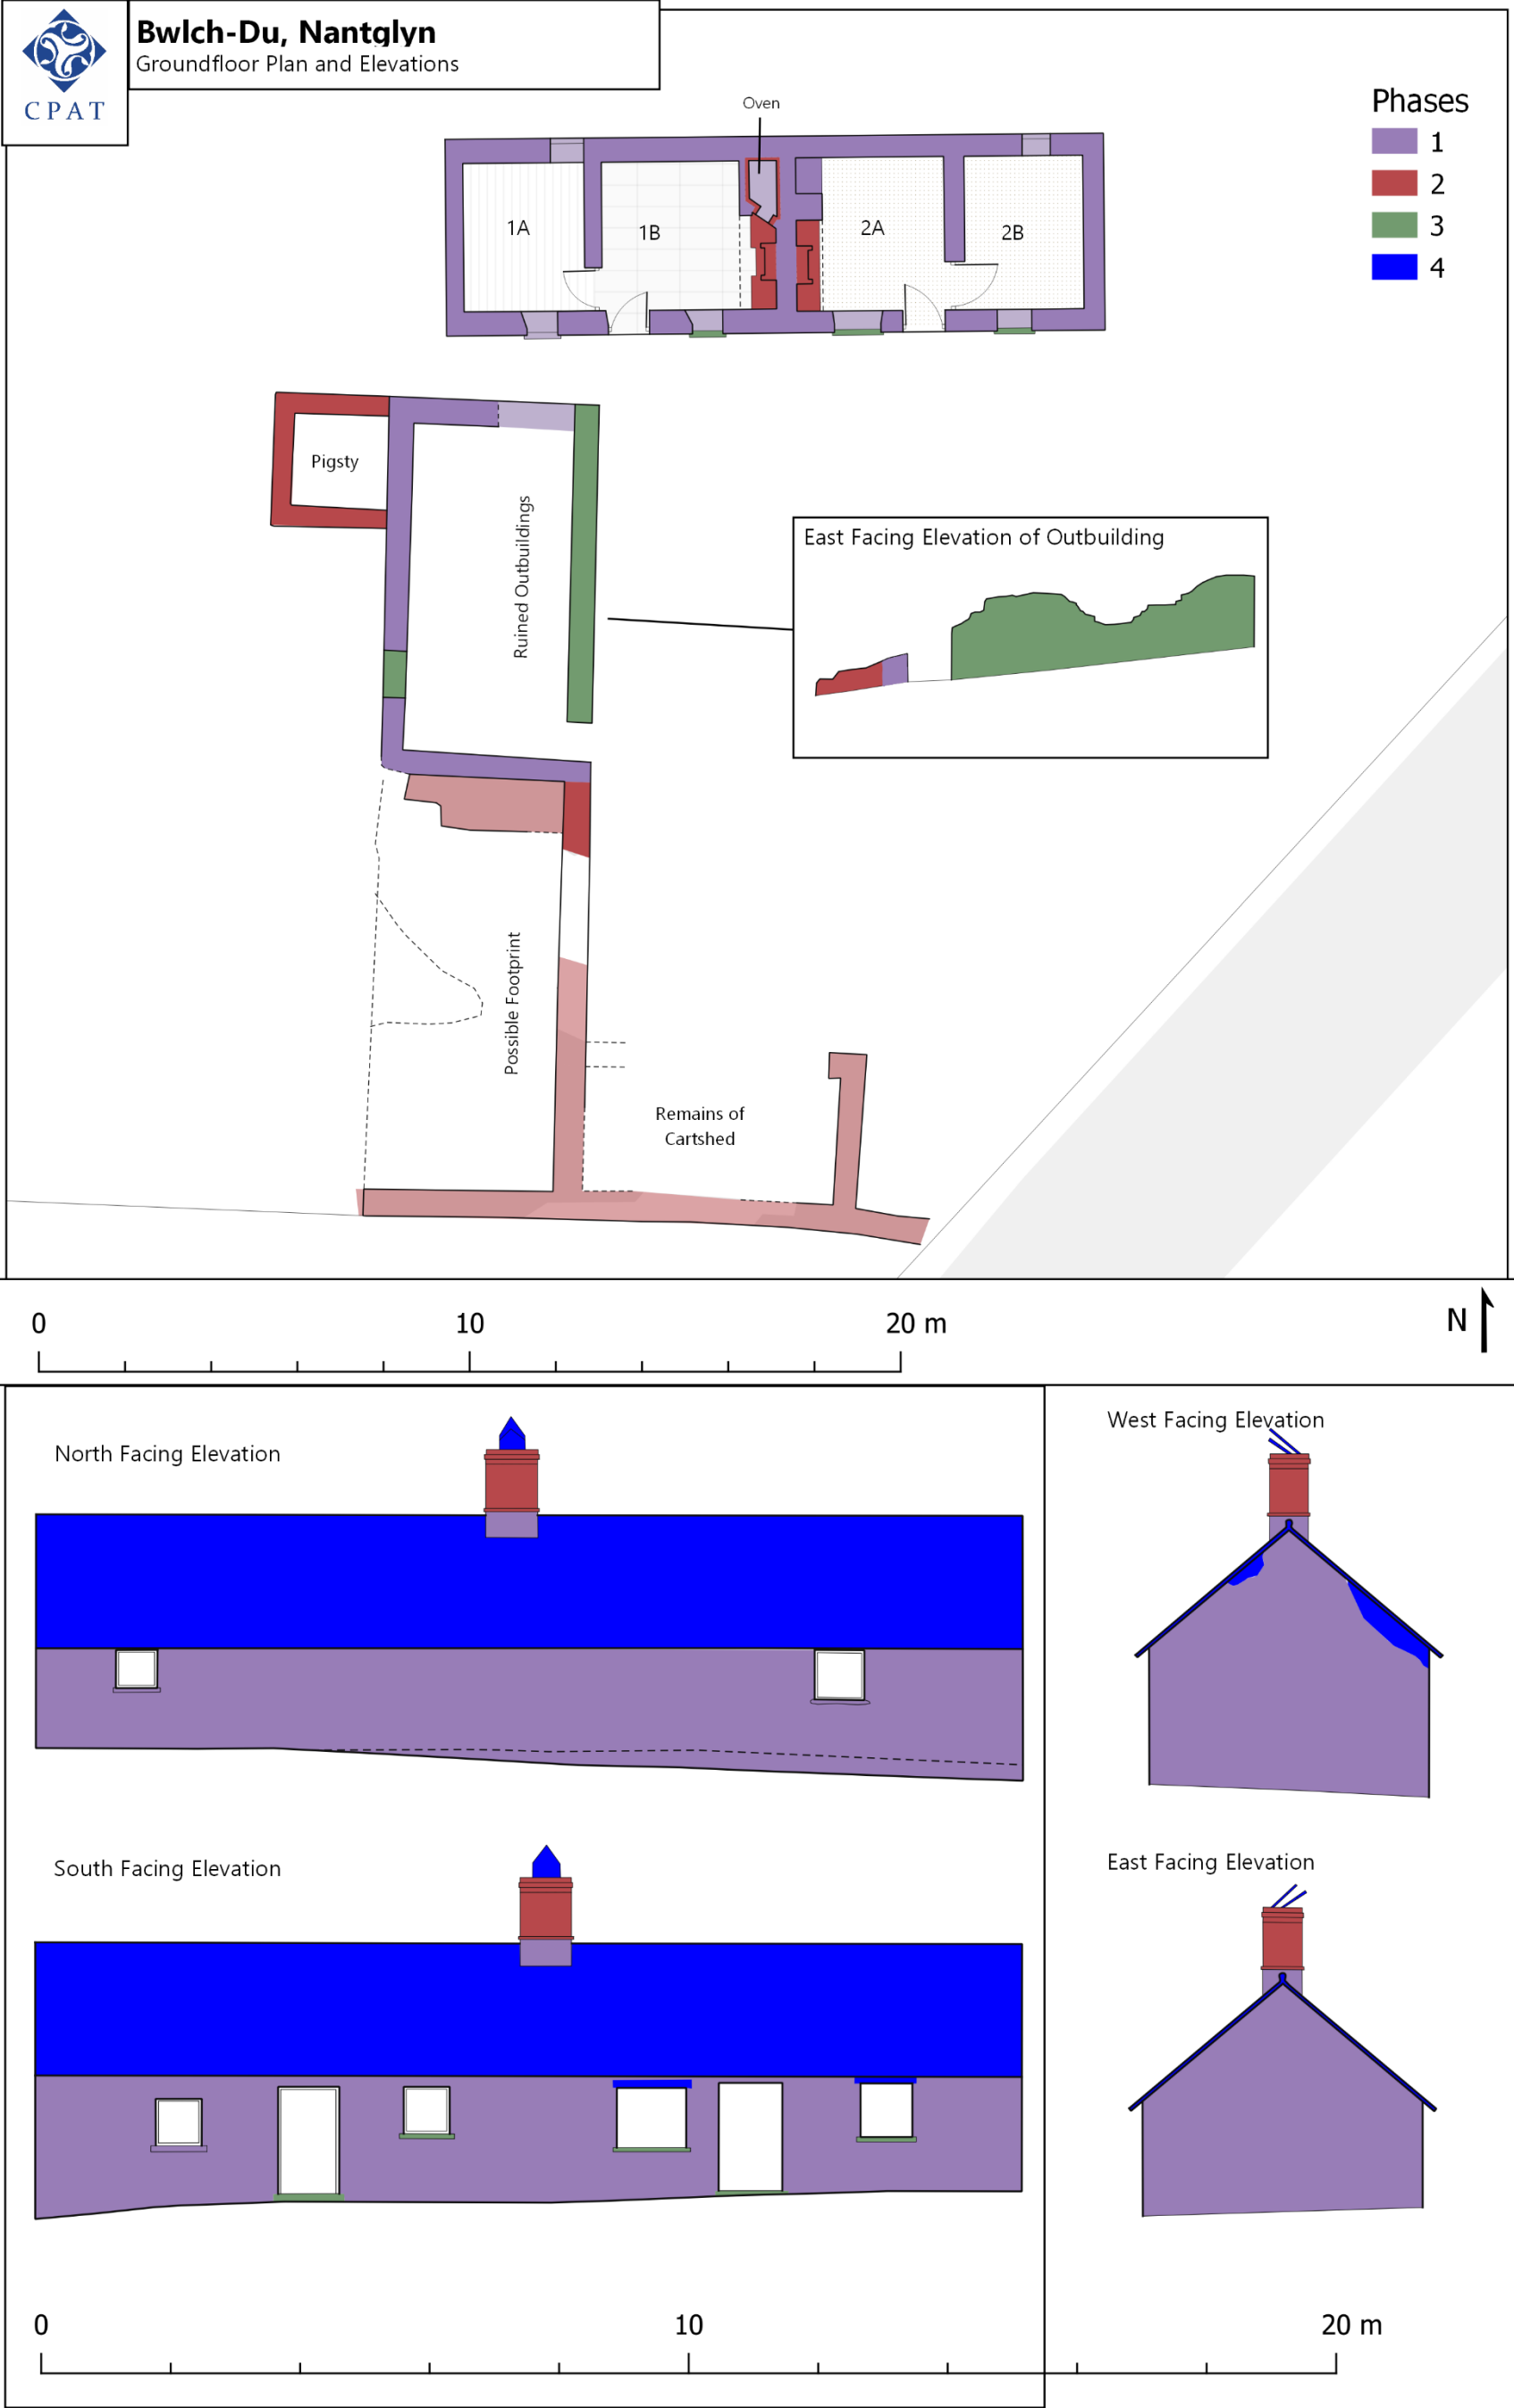 CPAT
Bwlch-Du, Nantglyn
Groundfloor Plan and Elevations
Phases
1
2
3
4
Oven
1A
1B
2A
2B
Pigsty
Ruined Outbuildings
East Facing Elevation of Outbuilding
Possible Footprint
Remains of
Cartshed
0
10
20 m
N
North Facing Elevation
West Facing Elevation
South Facing Elevation
East Facing Elevation
0
10
20 m